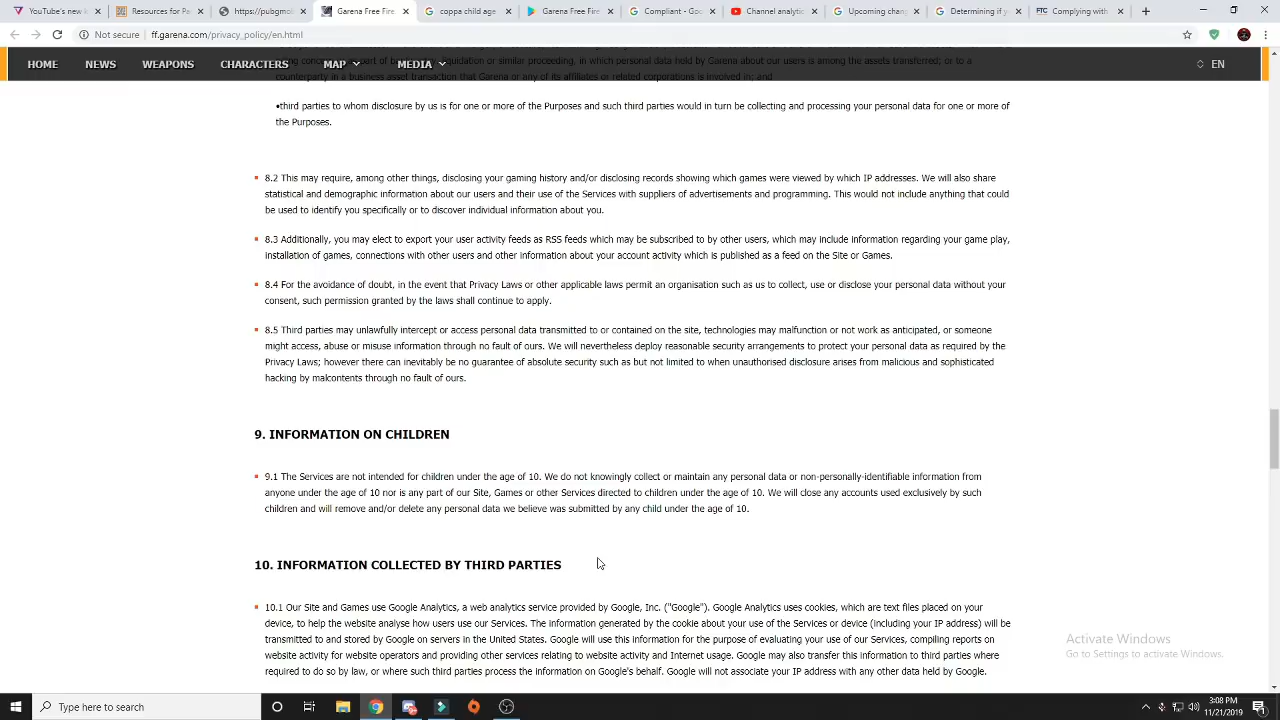 YouTube's new k
Resources for Pe
https://pubgmol
Garena Free Fire
coppa child age
Garena Free Fire
Compliant - Goo
Channel analytic
Upcoming chang
Determining if yo
Complying with
Not secure | ff.garena.com/privacy_policy/en.html
HOME NEWS WEAPONS CHARACTERS MAP MEDIA EN
counterparty in a business asset transaction that Garena or any of its affiliates or related corporations is involved in; and
•third parties to whom disclosure by us is for one or more of the Purposes and such third parties would in turn be collecting and processing your personal data for one or more of
the Purposes.
8.2 This may require, among other things, disclosing your gaming history and/or disclosing records showing which games were viewed by which IP addresses. We will also share
statistical and demographic information about our users and their use of the Services with suppliers of advertisements and programming. This would not include anything that could
be used to identify you specifically or to discover individual information about you.
8.3 Additionally, you may elect to export your user activity feeds as RSS feeds which may be subscribed to by other users, which may include information regarding your game play,
installation of games, connections with other users and other information about your account activity which is published as a feed on the Site or Games.
8.4 For the avoidance of doubt, in the event that Privacy Laws or other applicable laws permit an organisation such as us to collect, use or disclose your personal data without your
consent, such permission granted by the laws shall continue to apply.
8.5 Third parties may unlawfully intercept or access personal data transmitted to or contained on the site, technologies may malfunction or not work as anticipated, or someone
might access, abuse or misuse information through no fault of ours. We will nevertheless deploy reasonable security arrangements to protect your personal data as required by the
Privacy Laws; however there can inevitably be no guarantee of absolute security such as but not limited to when unauthorised disclosure arises from malicious and sophisticated
hacking by malcontents through no fault of ours.
9. INFORMATION ON CHILDREN
9.1 The Services are not intended for children under the age of 10. We do not knowingly collect or maintain any personal data or non-personally-identifiable information from
anyone under the age of 10 nor is any part of our Site, Games or other Services directed to children under the age of 10. We will close any accounts used exclusively by such
children and will remove and/or delete any personal data we believe was submitted by any child under the age of 10.
10. INFORMATION COLLECTED BY THIRD PARTIES
10.1 Our Site and Games use Google Analytics, a web analytics service provided by Google, Inc. ("Google"). Google Analytics uses cookies, which are text files placed on your
device, to help the website analyse how users use our Services. The information generated by the cookie about your use of the Services or device (including your IP address) will be
transmitted to and stored by Google on servers in the United States. Google will use this information for the purpose of evaluating your use of our Services, compiling reports on
website activity for website operators and providing other services relating to website activity and Internet usage. Google may also transfer this information to third parties where
required to do so by law, or where such third parties process the information on Google's behalf. Google will not associate your IP address with any other data held by Google.
Activate Windows
Go to Settings to activate Windows.
Type here to search
3:08 PM
11/21/2019